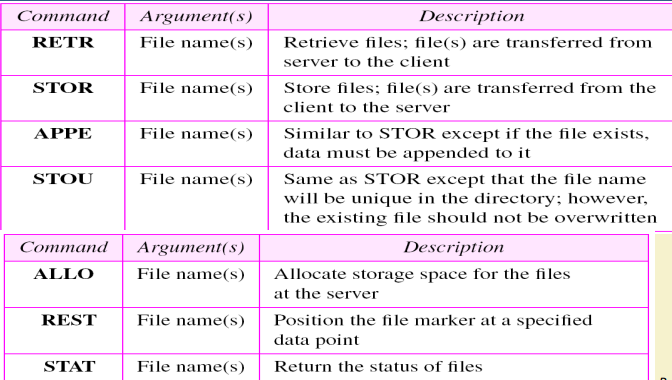 Command Argument(s) Description
RETR File name(s) Retrieve files; file(s) are transferred from
server to the client
STOR File name(s) Store files; file(s) are transferred from the
client to the server
APPE File name(s) Similar to STOR except if the file exists,
data must be appended to it
STOU File name(s) Same as STOR except that the file name
will be unique in the directory; however,
the existing file should not be overwritten
Command Argument(s) Description
ALLO File name(s) Allocate storage space for the files
at the server
REST File name(s) Position the file marker at a specified
data point
STAT File name(s) Return the status of files